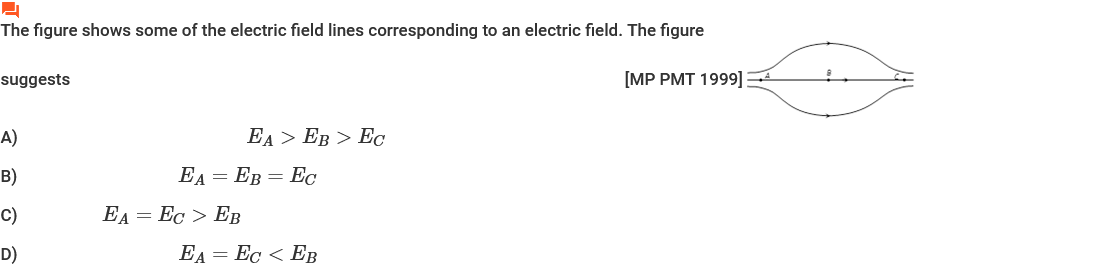 The figure shows some of the electric field lines corresponding to an electric field. The figure
suggests [MP PMT 1999]
A B C
A) E_A > E_B > E_C
B) E_A = E_B = E_C
C) E_A = E_C > E_B
D) E_A = E_C < E_B